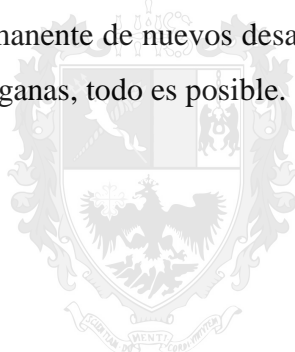 manente de nuevos desa
ganas, todo es posible.